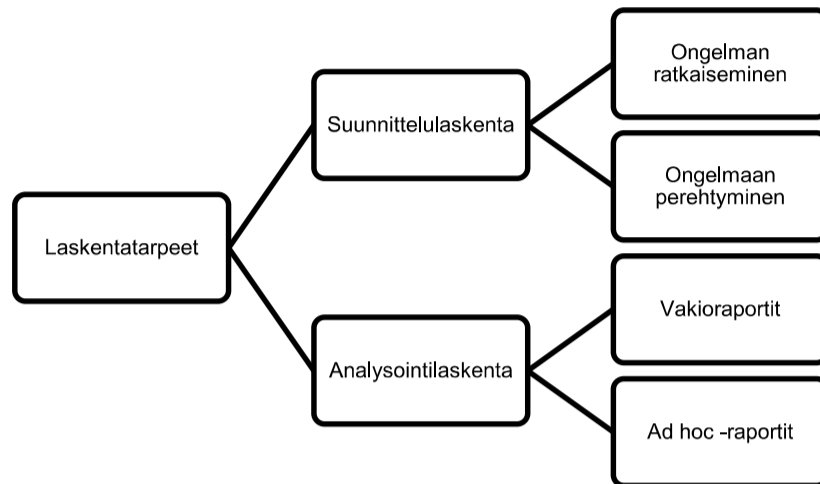 Laskentatarpeet
Suunnittelulaskenta
Ongelman
ratkaiseminen
Ongelmaan
perehtyminen
Analysointilaskenta
Vakioraportit
Ad hoc -raportit